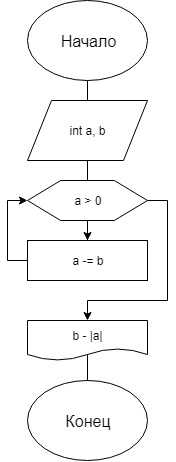 Начало
int a, b
a > 0
a -= b
b - |a|
Конец